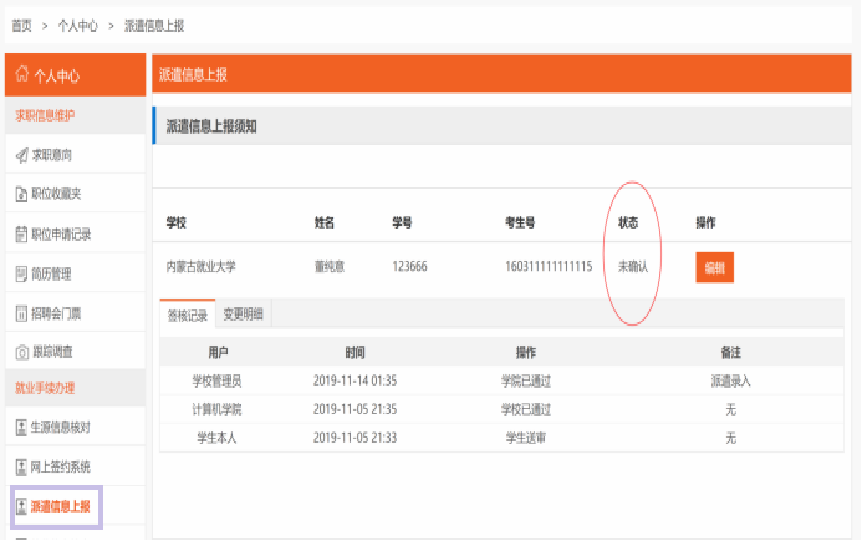 首页 > 个人中心 > 派遣信息上报
个人中心
求职信息维护
求职意向
职位收藏夹
职位申请记录
简历管理
招聘会门票
跟踪调查
就业手续办理
生源信息核对
网上签约系统
派遣信息上报
派遣信息上报
派遣信息上报须知
学校 姓名 学号 考生号 状态 操作
内蒙古就业大学 董纯意 123666 160311111111115 未确认 编辑
签核记录 变更明细
用户 时间 操作 备注
学校管理员 2019-11-14 01:35 学院已通过 派遣录入
计算机学院 2019-11-05 21:35 学校已通过 无
学生本人 2019-11-05 21:33 学生送审 无